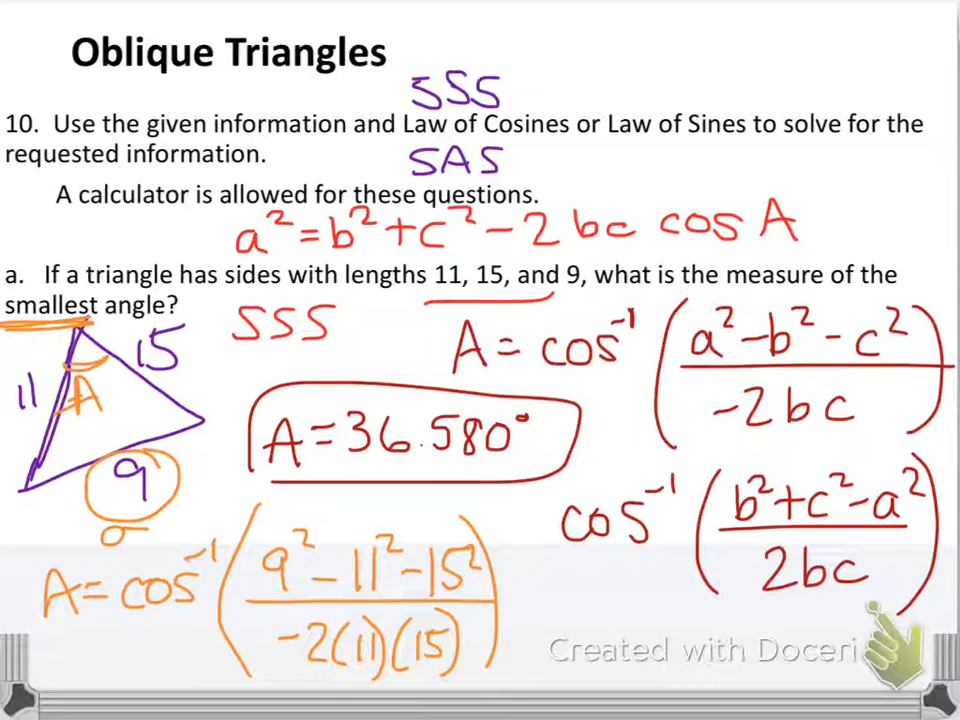 Oblique Triangles
SSS
10. Use the given information and Law of Cosines or Law of Sines to solve for the
requested information.
SAS
A calculator is allowed for these questions.
a² = b² + c² - 2bc cos A
a. If a triangle has sides with lengths 11, 15, and 9, what is the measure of the
smallest angle?
SSS
A = cos⁻¹ ( a² - b² - c² / -2bc )
11
15
A
9
a
A = 36.580°
cos⁻¹ ( b² + c² - a² / 2bc )
A = cos⁻¹ ( 9² - 11² - 15² / -2(11)(15) )
Created with Doceri